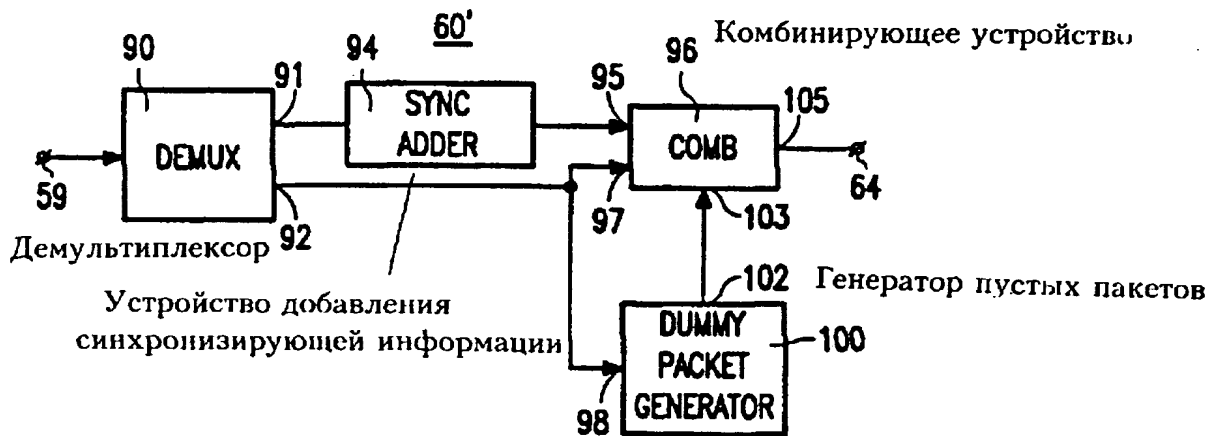 60'
Комбинирующее устройство
90
91
94
SYNC
ADDER
95
96
COMB
105
DEMUX
59
92
97
103
64
Демультиплексор
Устройство добавления
синхронизирующей информации
102
Генератор пустых пакетов
DUMMY
PACKET
GENERATOR
100
98